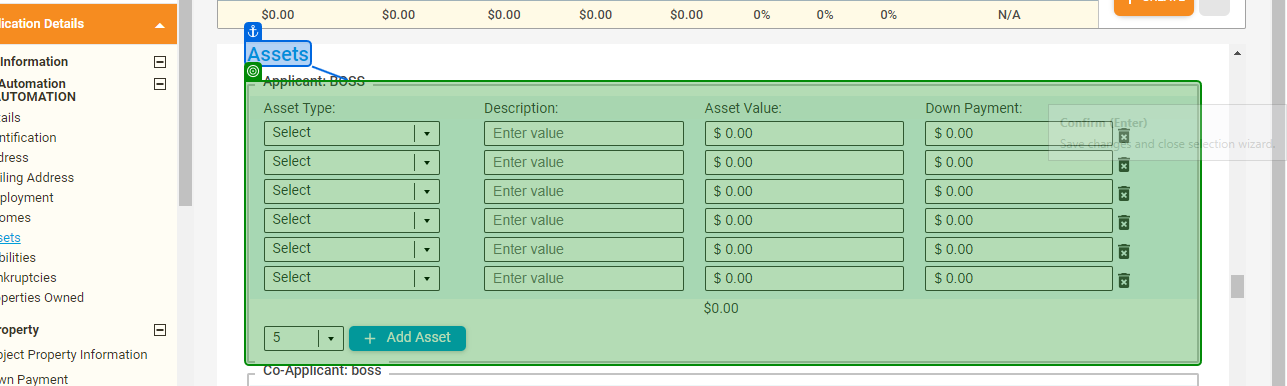 $0.00 $0.00 $0.00 $0.00 $0.00 0% 0% 0% N/A
lication Details
Information
Automation
UTOMATION
ails
ntification
dress
iling Address
ployment
omes
sets
bilities
nkruptcies
perties Owned
operty
bject Property Information
wn Payment
Assets
Applicant: BOSS
Asset Type: Description: Asset Value: Down Payment:
Select Enter value $ 0.00 $ 0.00
Select Enter value $ 0.00 $ 0.00
Select Enter value $ 0.00 $ 0.00
Select Enter value $ 0.00 $ 0.00
Select Enter value $ 0.00 $ 0.00
Select Enter value $ 0.00 $ 0.00
$0.00
5 + Add Asset
Co-Applicant: boss
Confirm (Enter)
Save changes and close selection wizard.